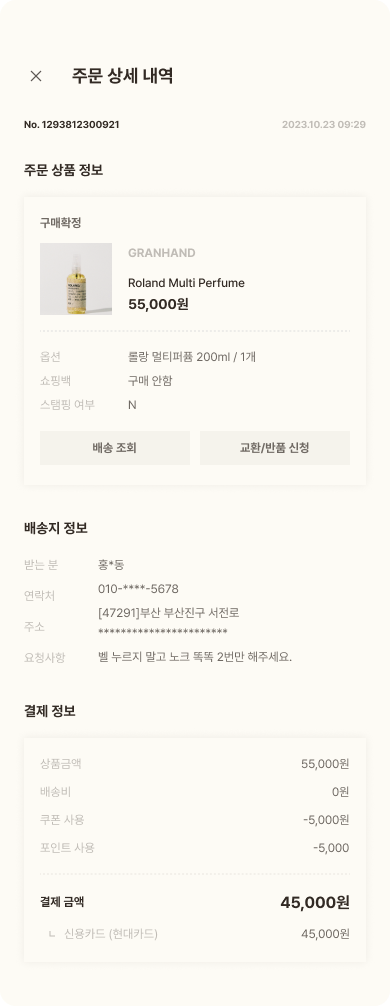 주문 상세 내역
No. 1293812300921 2023.10.23 09:29
주문 상품 정보
구매확정
GRANHAND
Roland Multi Perfume
55,000원
옵션 롤랑 멀티퍼퓸 200ml / 1개
쇼핑백 구매 안함
스탬핑 여부 N
배송 조회 교환/반품 신청
배송지 정보
받는 분 홍*동
연락처 010-****-5678
주소 [47291]부산 부산진구 서전로
************************
요청사항 벨 누르지 말고 노크 똑똑 2번만 해주세요.
결제 정보
상품금액 55,000원
배송비 0원
쿠폰 사용 -5,000원
포인트 사용 -5,000
결제 금액 45,000원
ㄴ 신용카드 (현대카드) 45,000원